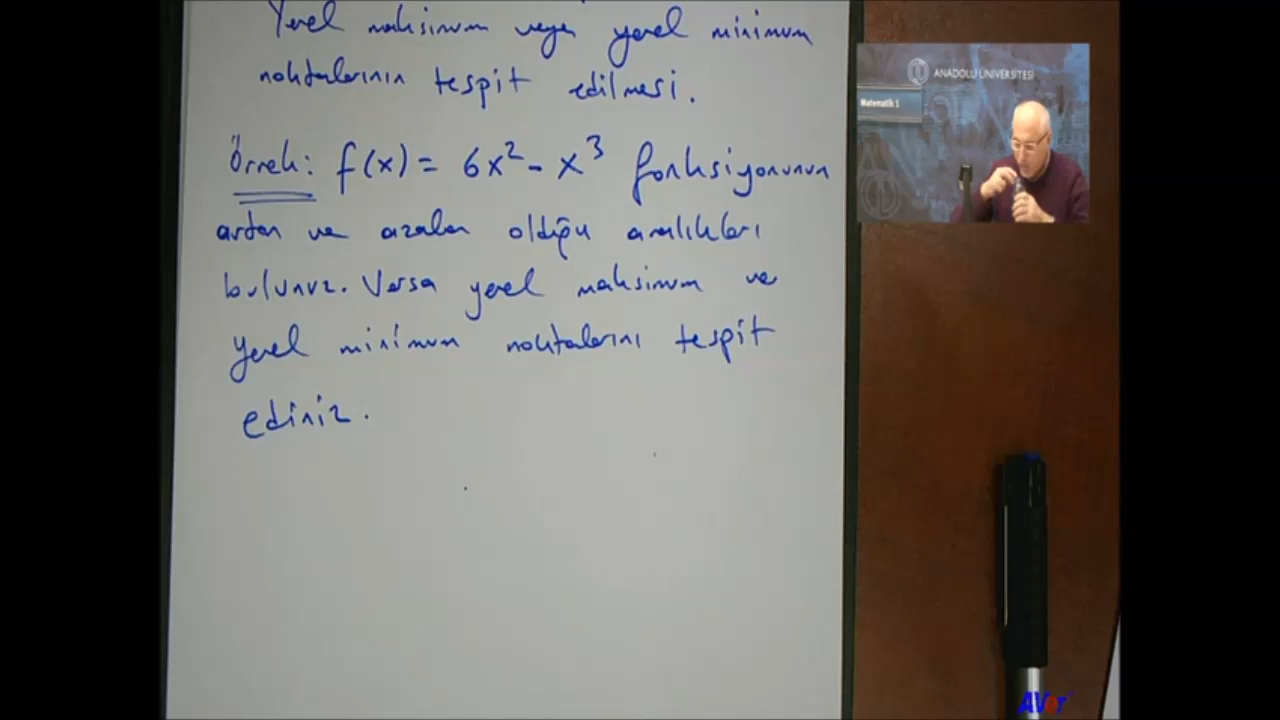 Yerel maksimum veya yerel minimum
noktalarının tespit edilmesi.
Örnek: f(x) = 6x² - x³ fonksiyonunun
artan ve azalan olduğu aralıkları
bulunuz. Varsa yerel maksimum ve
yerel minimum noktalarını tespit
ediniz.
ANADOLU ÜNİVERSİTESİ
Matematik 1
AVer